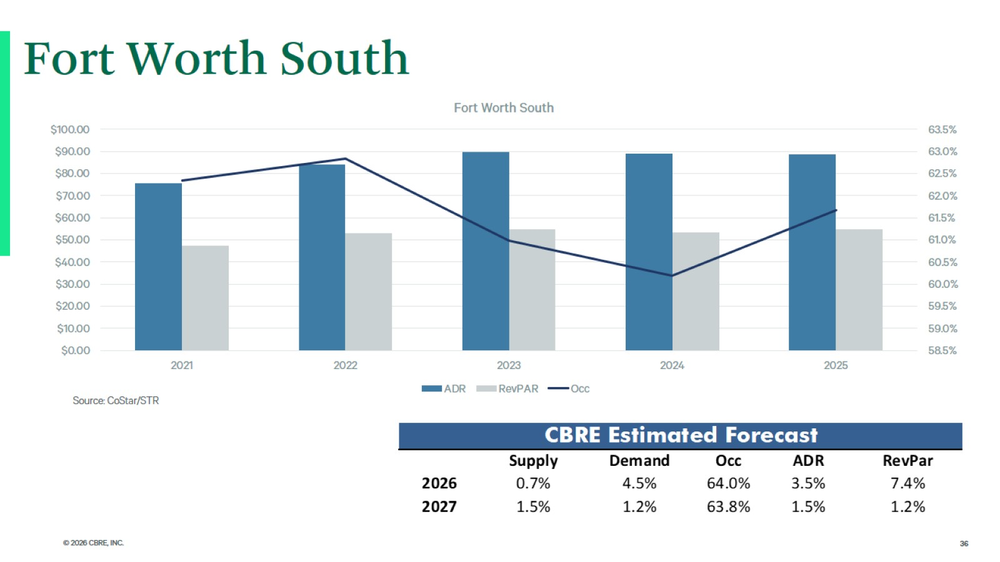 Fort Worth South
Fort Worth South
$100.00 63.5%
$90.00 63.0%
$80.00 62.5%
$70.00 62.0%
$60.00 61.5%
$50.00 61.0%
$40.00 60.5%
$30.00 60.0%
$20.00 59.5%
$10.00 59.0%
$0.00 58.5%
2021 2022 2023 2024 2025
ADR RevPAR Occ
Source: CoStar/STR
CBRE Estimated Forecast
Supply Demand Occ ADR RevPar
2026 0.7% 4.5% 64.0% 3.5% 7.4%
2027 1.5% 1.2% 63.8% 1.5% 1.2%
© 2026 CBRE, INC. 36